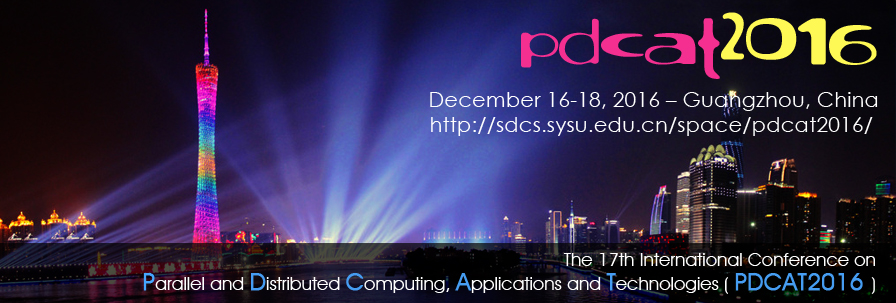 pdcat2016
December 16-18, 2016 – Guangzhou, China
http://sdcs.sysu.edu.cn/space/pdcat2016/
The 17th International Conference on
Parallel and Distributed Computing, Applications and Technologies ( PDCAT2016 )